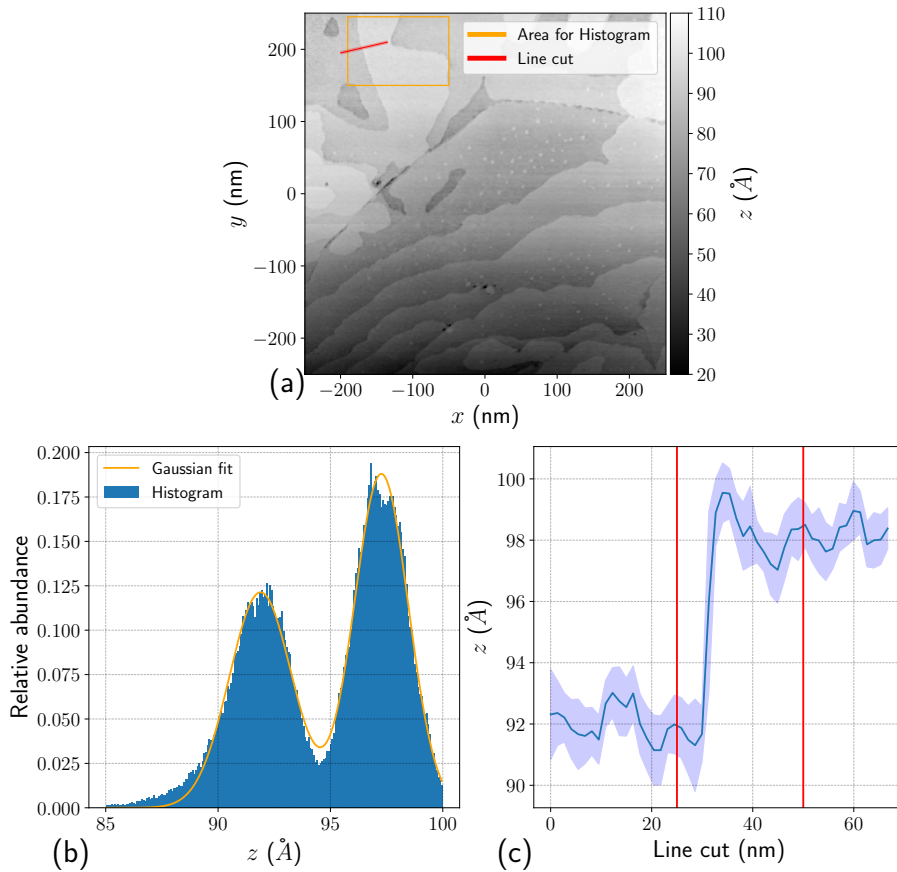 Area for Histogram
Line cut
200
100
0
−100
−200
y (nm)
−200 −100 0 100 200
x (nm)
(a)
110
100
90
80
70
60
50
40
30
20
z (Å)
Gaussian fit
Histogram
0.200
0.175
0.150
0.125
0.100
0.075
0.050
0.025
0.000
Relative abundance
85 90 95 100
z (Å)
(b)
100
98
96
94
92
90
z (Å)
0 20 40 60
Line cut (nm)
(c)